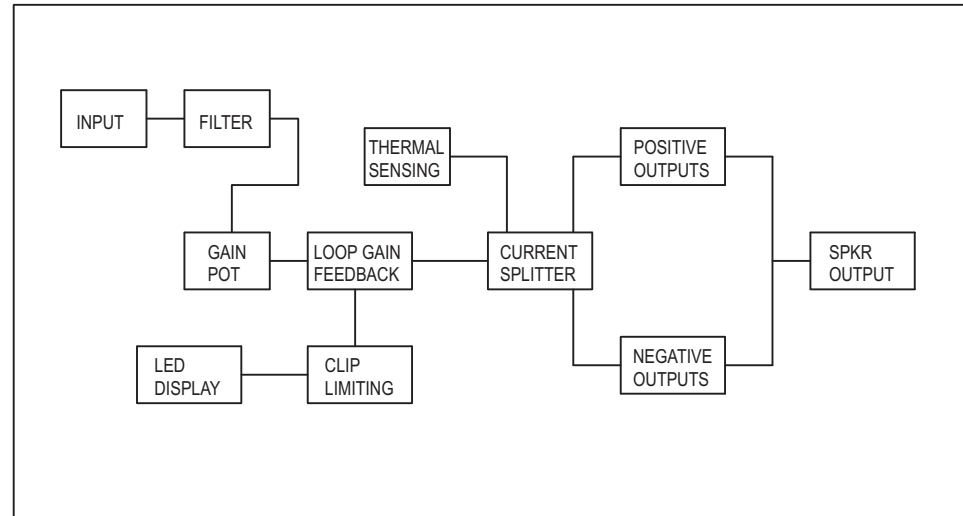 INPUT
FILTER
THERMAL
SENSING
POSITIVE
OUTPUTS
GAIN
POT
LOOP GAIN
FEEDBACK
CURRENT
SPLITTER
SPKR
OUTPUT
LED
DISPLAY
CLIP
LIMITING
NEGATIVE
OUTPUTS